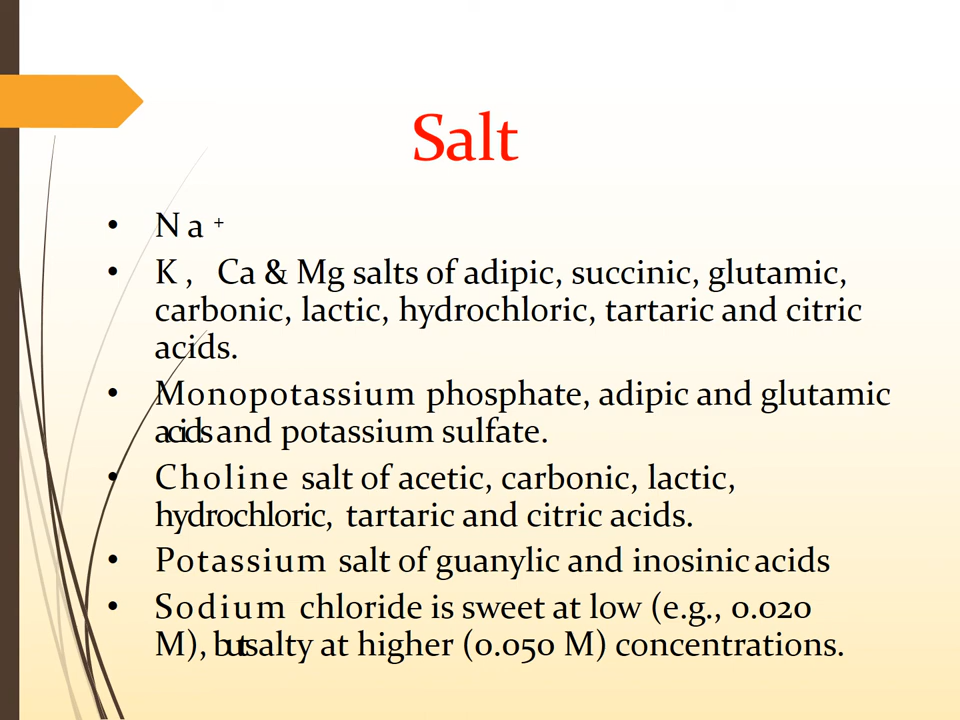 Salt
• Na +
• K, Ca & Mg salts of adipic, succinic, glutamic,
carbonic, lactic, hydrochloric, tartaric and citric
acids.
• Monopotassium phosphate, adipic and glutamic
acids and potassium sulfate.
• Choline salt of acetic, carbonic, lactic,
hydrochloric, tartaric and citric acids.
• Potassium salt of guanylic and inosinic acids
• Sodium chloride is sweet at low (e.g., 0.020
M), but salty at higher (0.050 M) concentrations.